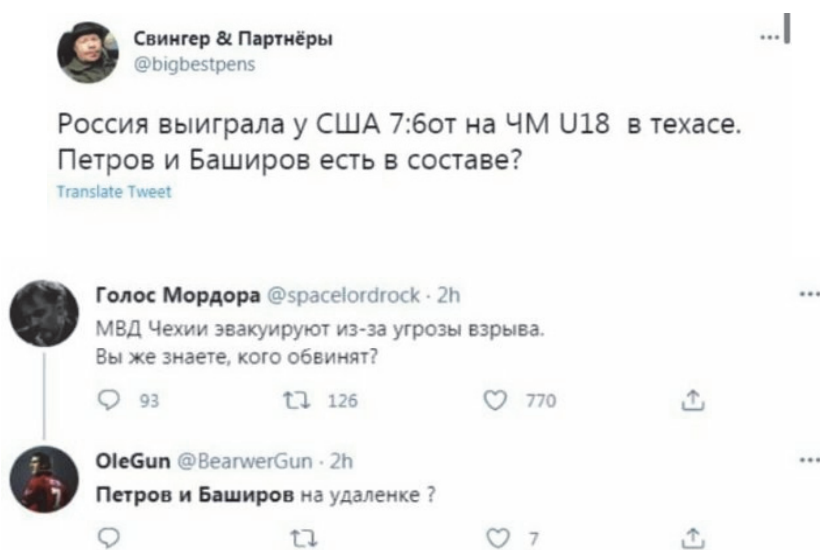 Свингер & Партнёры
@bigbestpens
Россия выиграла у США 7:6от на ЧМ U18 в техасе.
Петров и Баширов есть в составе?
Translate Tweet
Голос Мордора @spacelordrock · 2h
МВД Чехии эвакуируют из-за угрозы взрыва.
Вы же знаете, кого обвинят?
93 126 770
OleGun @BearwerGun · 2h
Петров и Баширов на удаленке ?
7